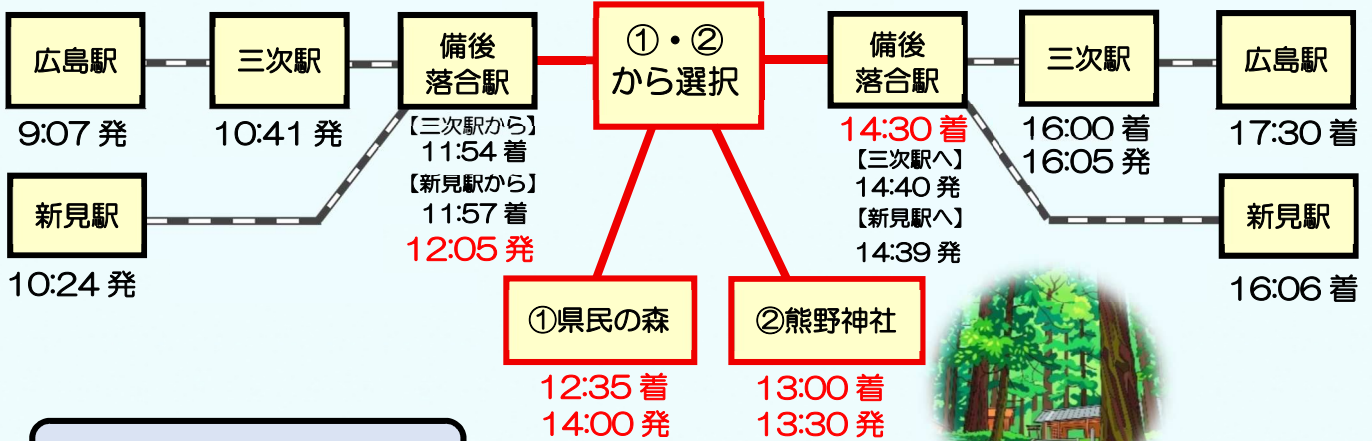 広島駅
9:07 発
三次駅
10:41 発
新見駅
10:24 発
備後
落合駅
【三次駅から】
11:54 着
【新見駅から】
11:57 着
12:05 発
①・②
から選択
①県民の森
12:35 着
14:00 発
②熊野神社
13:00 着
13:30 発
備後
落合駅
14:30 着
【三次駅へ】
14:40 発
【新見駅へ】
14:39 発
三次駅
16:00 着
16:05 発
広島駅
17:30 着
新見駅
16:06 着